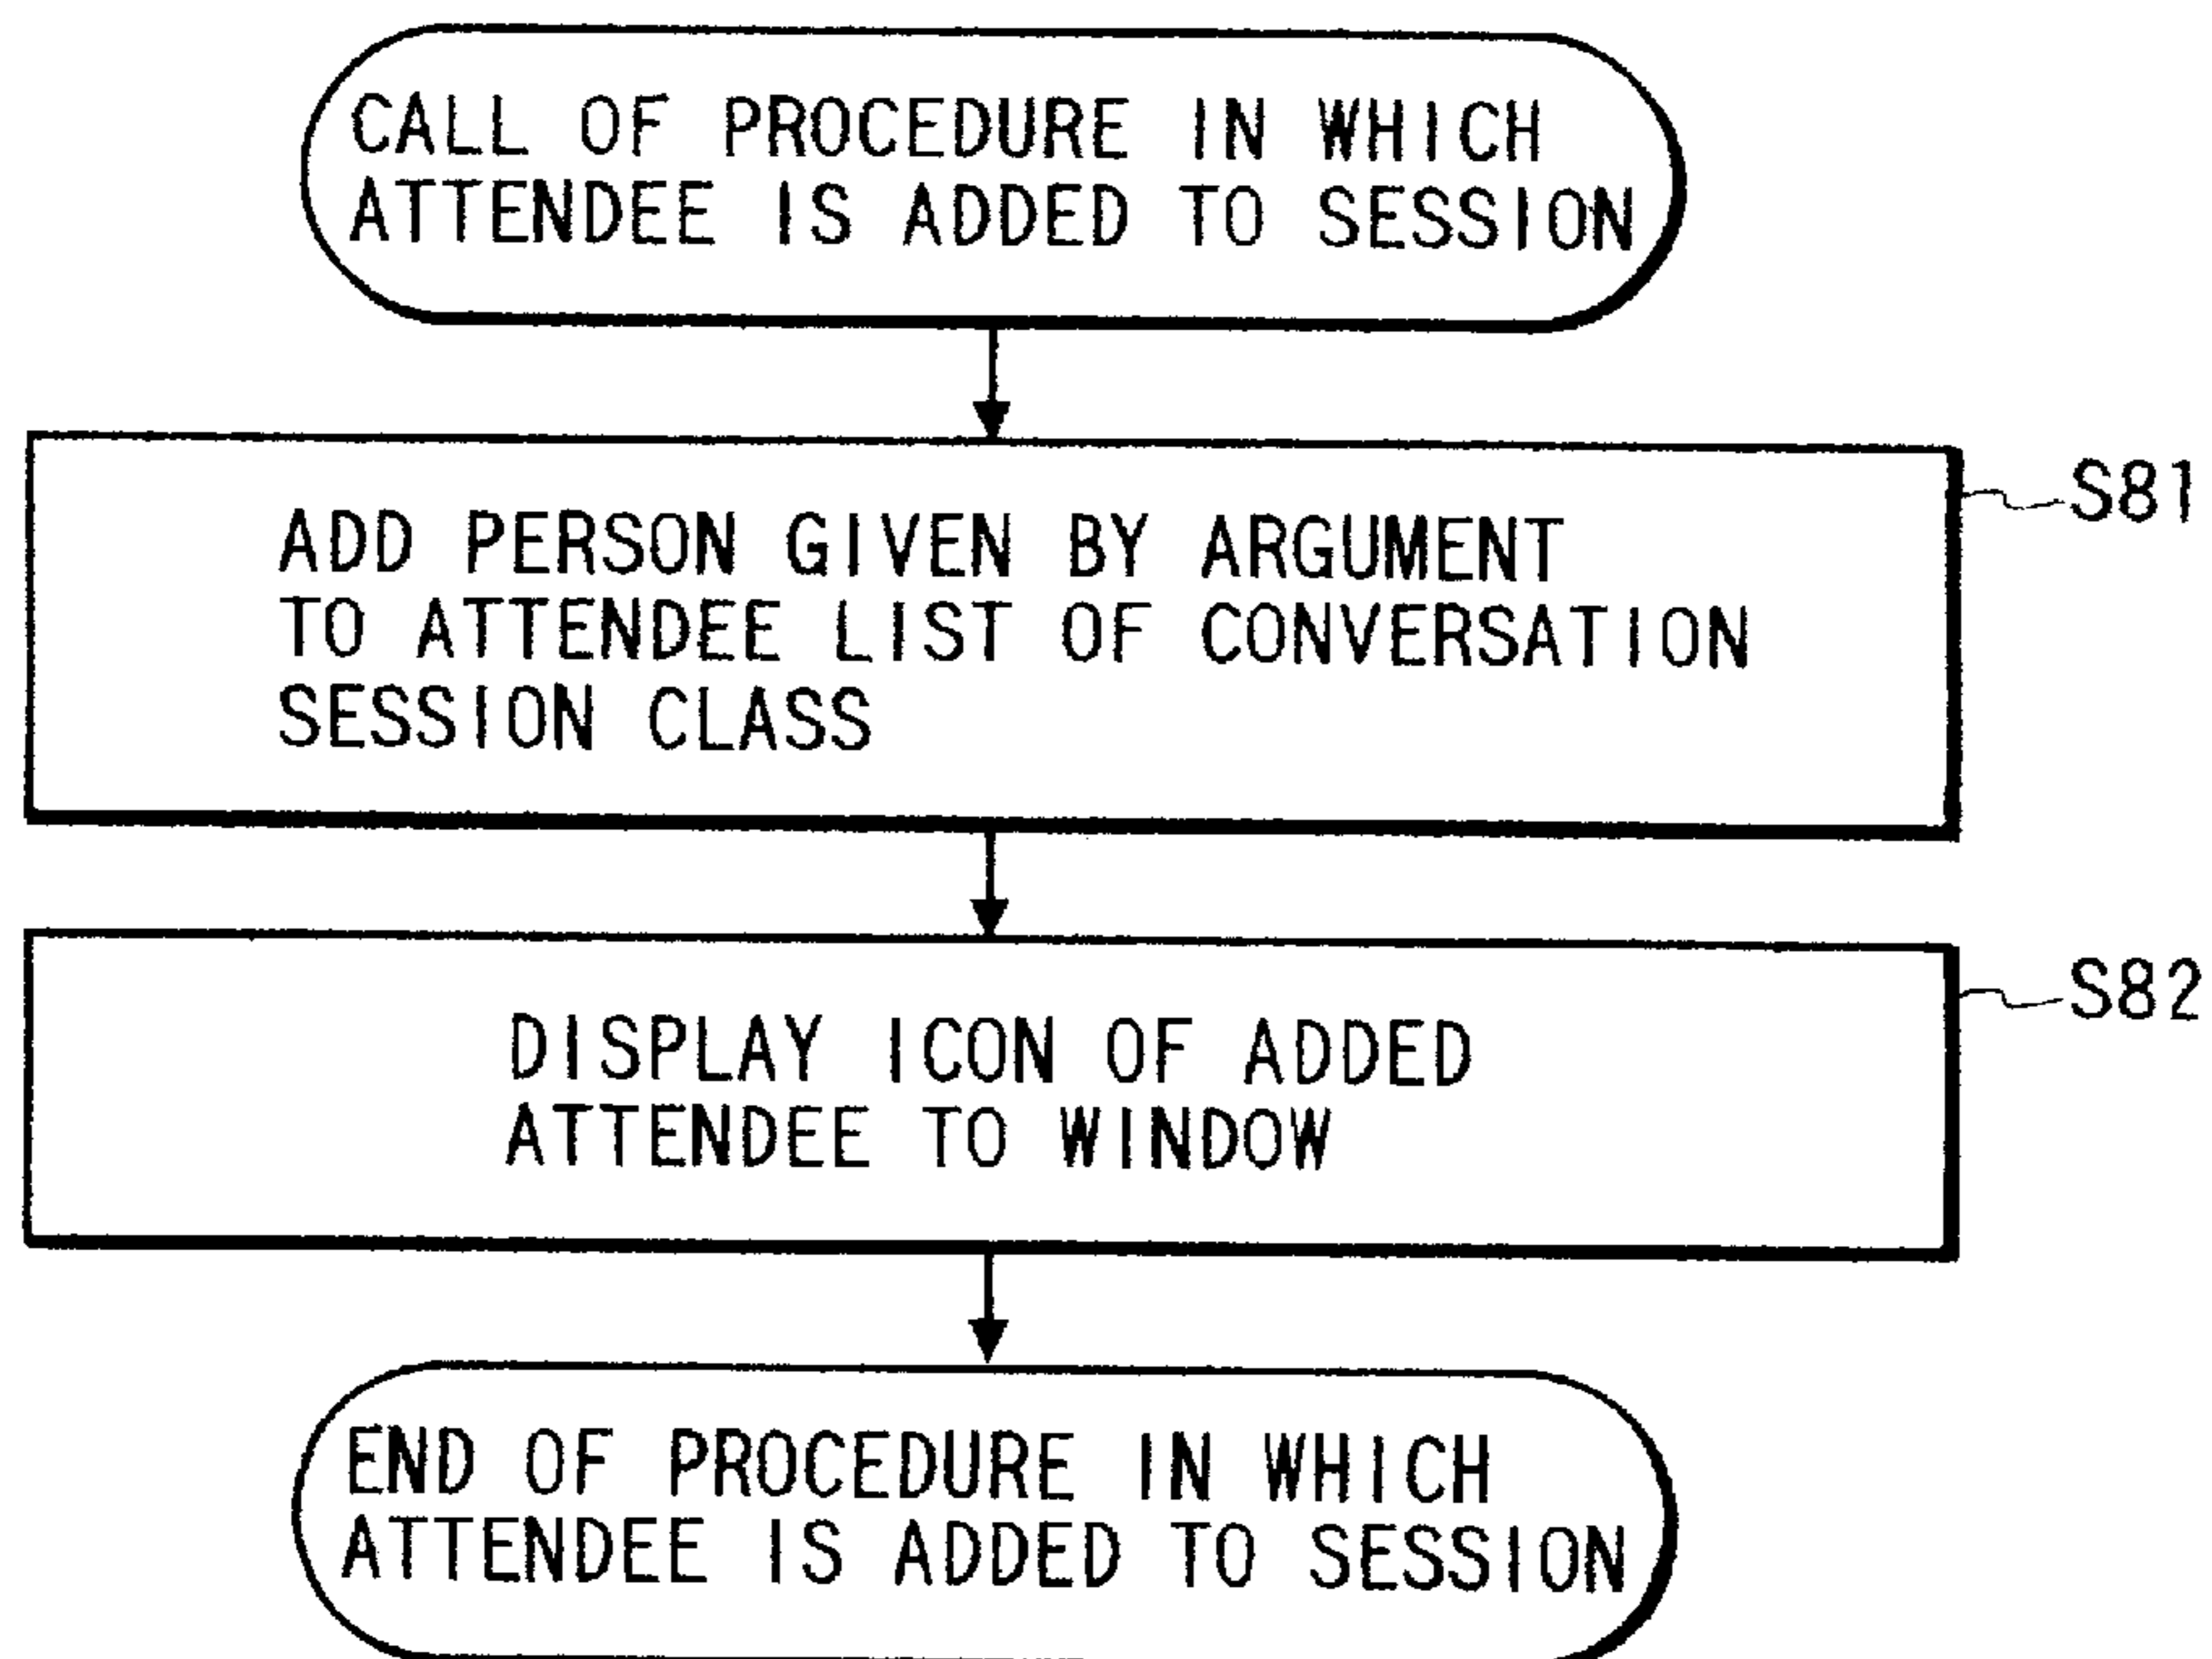 CALL OF PROCEDURE IN WHICH
ATTENDEE IS ADDED TO SESSION
S81
ADD PERSON GIVEN BY ARGUMENT
TO ATTENDEE LIST OF CONVERSATION
SESSION CLASS
S82
DISPLAY ICON OF ADDED
ATTENDEE TO WINDOW
END OF PROCEDURE IN WHICH
ATTENDEE IS ADDED TO SESSION